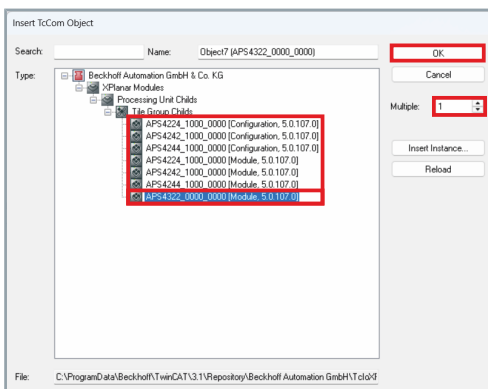 Insert TcCom Object
Search:
Name: Object7 (APS4322_0000_0000)
OK
Type:
Beckhoff Automation GmbH & Co. KG
Cancel
XPlanar Modules
Processing Unit Childs
Multiple: 1
Tile Group Childs
APS4224_1000_0000 [Configuration, 5.0.107.0]
APS4242_1000_0000 [Configuration, 5.0.107.0]
APS4244_1000_0000 [Configuration, 5.0.107.0]
Insert Instance...
APS4224_1000_0000 [Module, 5.0.107.0]
APS4242_1000_0000 [Module, 5.0.107.0]
Reload
APS4244_1000_0000 [Module, 5.0.107.0]
APS4322_0000_0000 [Module, 5.0.107.0]
File: C:\ProgramData\Beckhoff\TwinCAT\3.1\Repository\Beckhoff Automation GmbH\TcIoXl